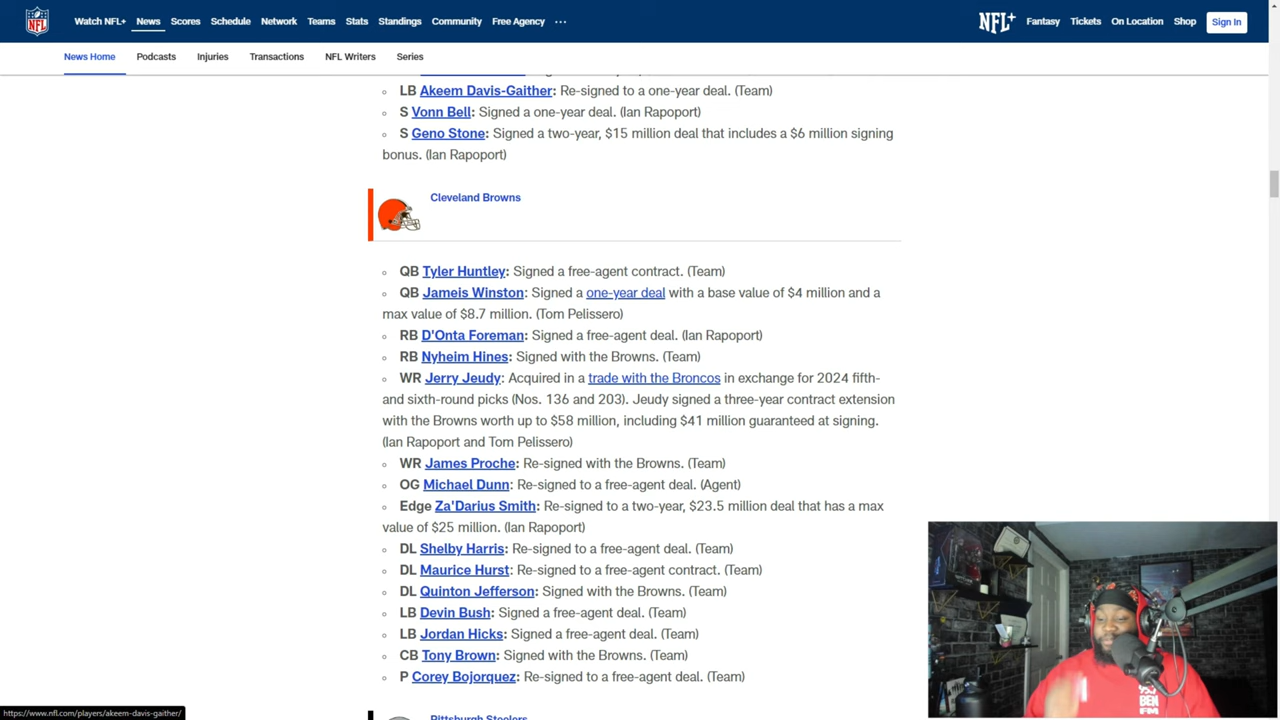 NFL
Watch NFL+ News Scores Schedule Network Teams Stats Standings Community Free Agency ...
NFL+ Fantasy Tickets On Location Shop Sign In
News Home Podcasts Injuries Transactions NFL Writers Series
LB Akeem Davis-Gaither: Re-signed to a one-year deal. (Team)
S Vonn Bell: Signed a one-year deal. (Ian Rapoport)
S Geno Stone: Signed a two-year, $15 million deal that includes a $6 million signing
bonus. (Ian Rapoport)
Cleveland Browns
QB Tyler Huntley: Signed a free-agent contract. (Team)
QB Jameis Winston: Signed a one-year deal with a base value of $4 million and a
max value of $8.7 million. (Tom Pelissero)
RB D'Onta Foreman: Signed a free-agent deal. (Ian Rapoport)
RB Nyheim Hines: Signed with the Browns. (Team)
WR Jerry Jeudy: Acquired in a trade with the Broncos in exchange for 2024 fifth-
and sixth-round picks (Nos. 136 and 203). Jeudy signed a three-year contract extension
with the Browns worth up to $58 million, including $41 million guaranteed at signing.
(Ian Rapoport and Tom Pelissero)
WR James Proche: Re-signed with the Browns. (Team)
OG Michael Dunn: Re-signed to a free-agent deal. (Agent)
Edge Za'Darius Smith: Re-signed to a two-year, $23.5 million deal that has a max
value of $25 million. (Ian Rapoport)
DL Shelby Harris: Re-signed to a free-agent deal. (Team)
DL Maurice Hurst: Re-signed to a free-agent contract. (Team)
DL Quinton Jefferson: Signed with the Browns. (Team)
LB Devin Bush: Signed a free-agent deal. (Team)
LB Jordan Hicks: Signed a free-agent deal. (Team)
CB Tony Brown: Signed with the Browns. (Team)
P Corey Bojorquez: Re-signed to a free-agent deal. (Team)
Pittsburgh Steelers
https://www.nfl.com/players/akeem-davis-gaither/
BEN